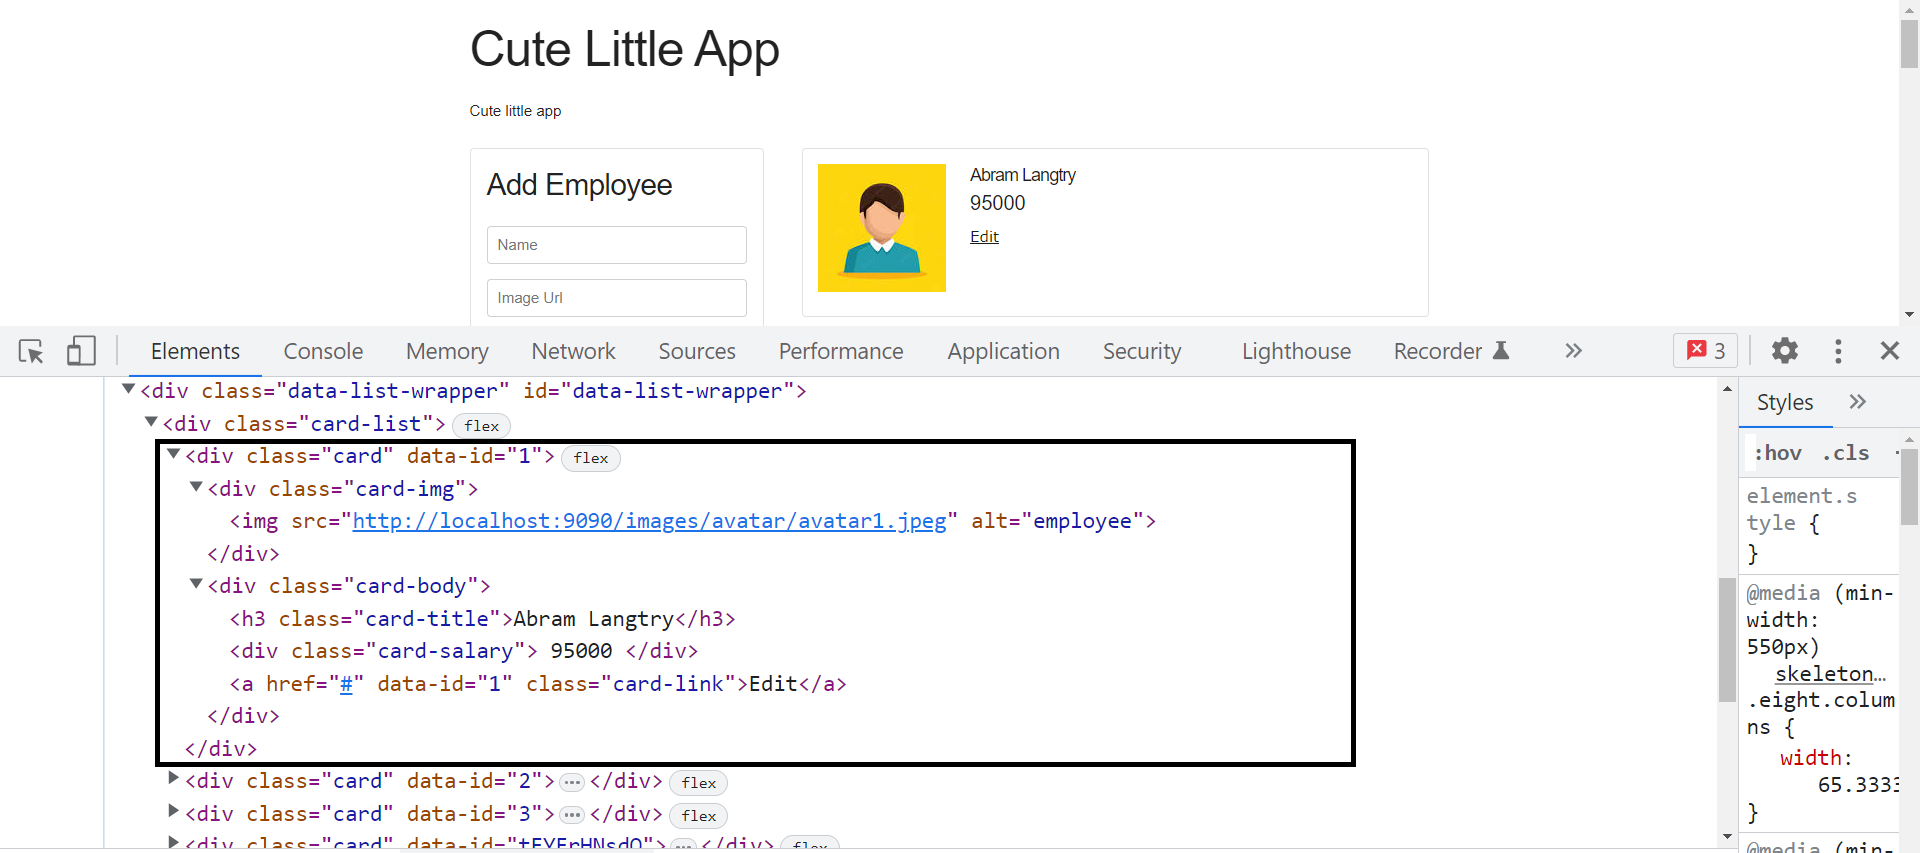 Cute Little App
Cute little app
Add Employee
Name
Image Url
Abram Langtry
95000
Edit
Elements Console Memory Network Sources Performance Application Security Lighthouse Recorder 3
<div class="data-list-wrapper" id="data-list-wrapper">
<div class="card-list"> flex
<div class="card" data-id="1"> flex
<div class="card-img">
<img src="http://localhost:9090/images/avatar/avatar1.jpeg" alt="employee">
</div>
<div class="card-body">
<h3 class="card-title">Abram Langtry</h3>
<div class="card-salary"> 95000 </div>
<a href="#" data-id="1" class="card-link">Edit</a>
</div>
</div>
<div class="card" data-id="2">…</div> flex
<div class="card" data-id="3">…</div> flex
<div class="card" data-id=
Styles
:hov .cls
element.s
tyle {
}
@media (min-
width:
550px)
skeleton…
.eight.colum
ns {
width:
65.3333
}
@media (min-